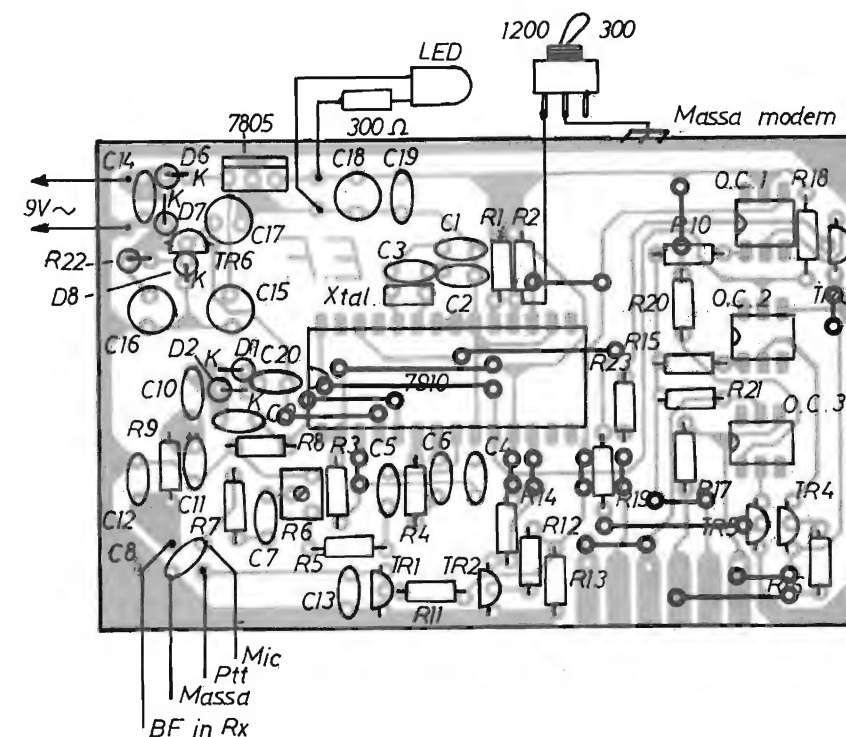 1200 300
LED
300 Ω
Massa modem
7805
C14
D6
K
C18
C19
O.C.1
R18
9V~
K
D7
C17
C1
R1
R2
R10
R22
TR6
C3
K
D8
Xtal.
C2
R20
O.C.2
C15
C16
R15
D2
D1
K
C20
R23
C10
7910
R21
K
O.C.3
R9
R8
R3
C5
C6
C4
C12
C11
R7
R14
R19
R17
TR4
C8
C7
R6
R4
R12
TR5
R5
TR1
TR2
R13
C13
R11
Mic
Ptt
Massa
BF in Rx